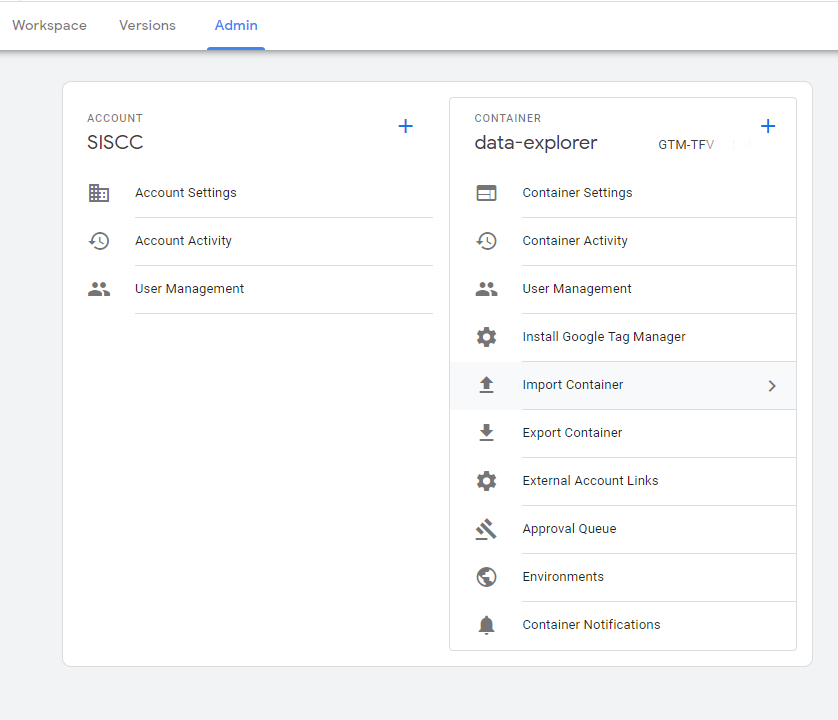 Workspace Versions Admin
ACCOUNT
SISCC
Account Settings
Account Activity
User Management
CONTAINER
data-explorer GTM-TFV
Container Settings
Container Activity
User Management
Install Google Tag Manager
Import Container
Export Container
External Account Links
Approval Queue
Environments
Container Notifications